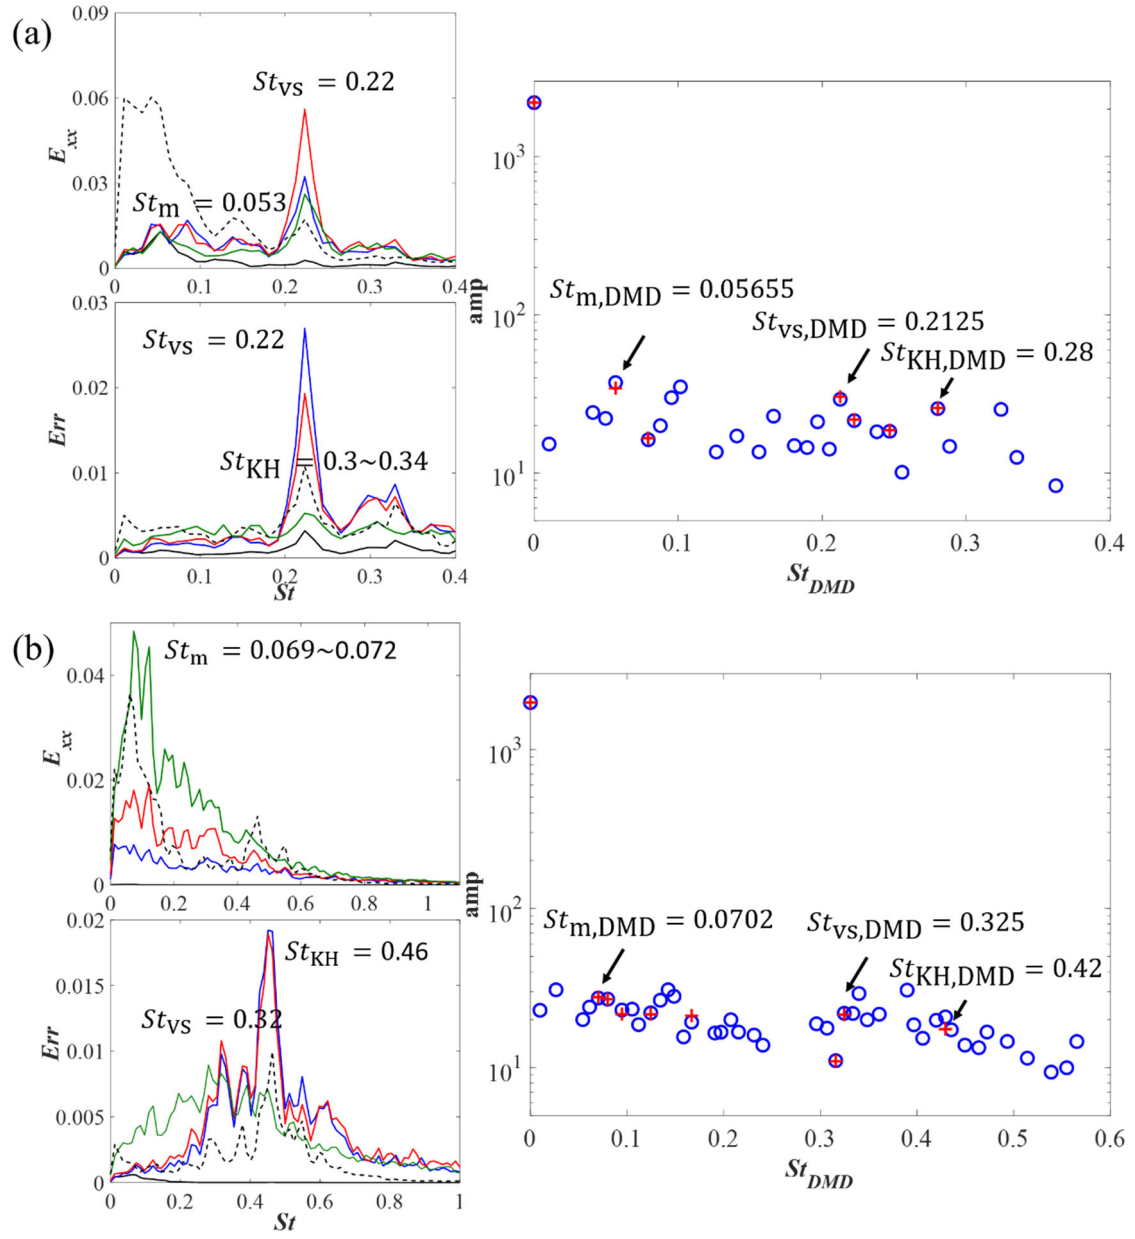 (a)
0.09
0.06
0.03
0
E_xx
St_vs = 0.22
St_m = 0.053
0 0.1 0.2 0.3 0.4
0.03
0.02
0.01
0
Err
St_vs = 0.22
St_KH = 0.3~0.34
0 0.1 0.2 0.3 0.4
St
amp
10^3
10^2
10^1
St_m,DMD = 0.05655
St_vs,DMD = 0.2125
St_KH,DMD = 0.28
0 0.1 0.2 0.3 0.4
St_DMD
(b)
0.04
0.02
0
E_xx
St_m = 0.069~0.072
0 0.2 0.4 0.6 0.8 1
0.02
0.015
0.01
0.005
0
Err
St_KH = 0.46
St_vs = 0.32
0 0.2 0.4 0.6 0.8 1
St
amp
10^3
10^2
10^1
St_m,DMD = 0.0702
St_vs,DMD = 0.325
St_KH,DMD = 0.42
0 0.1 0.2 0.3 0.4 0.5 0.6
St_DMD